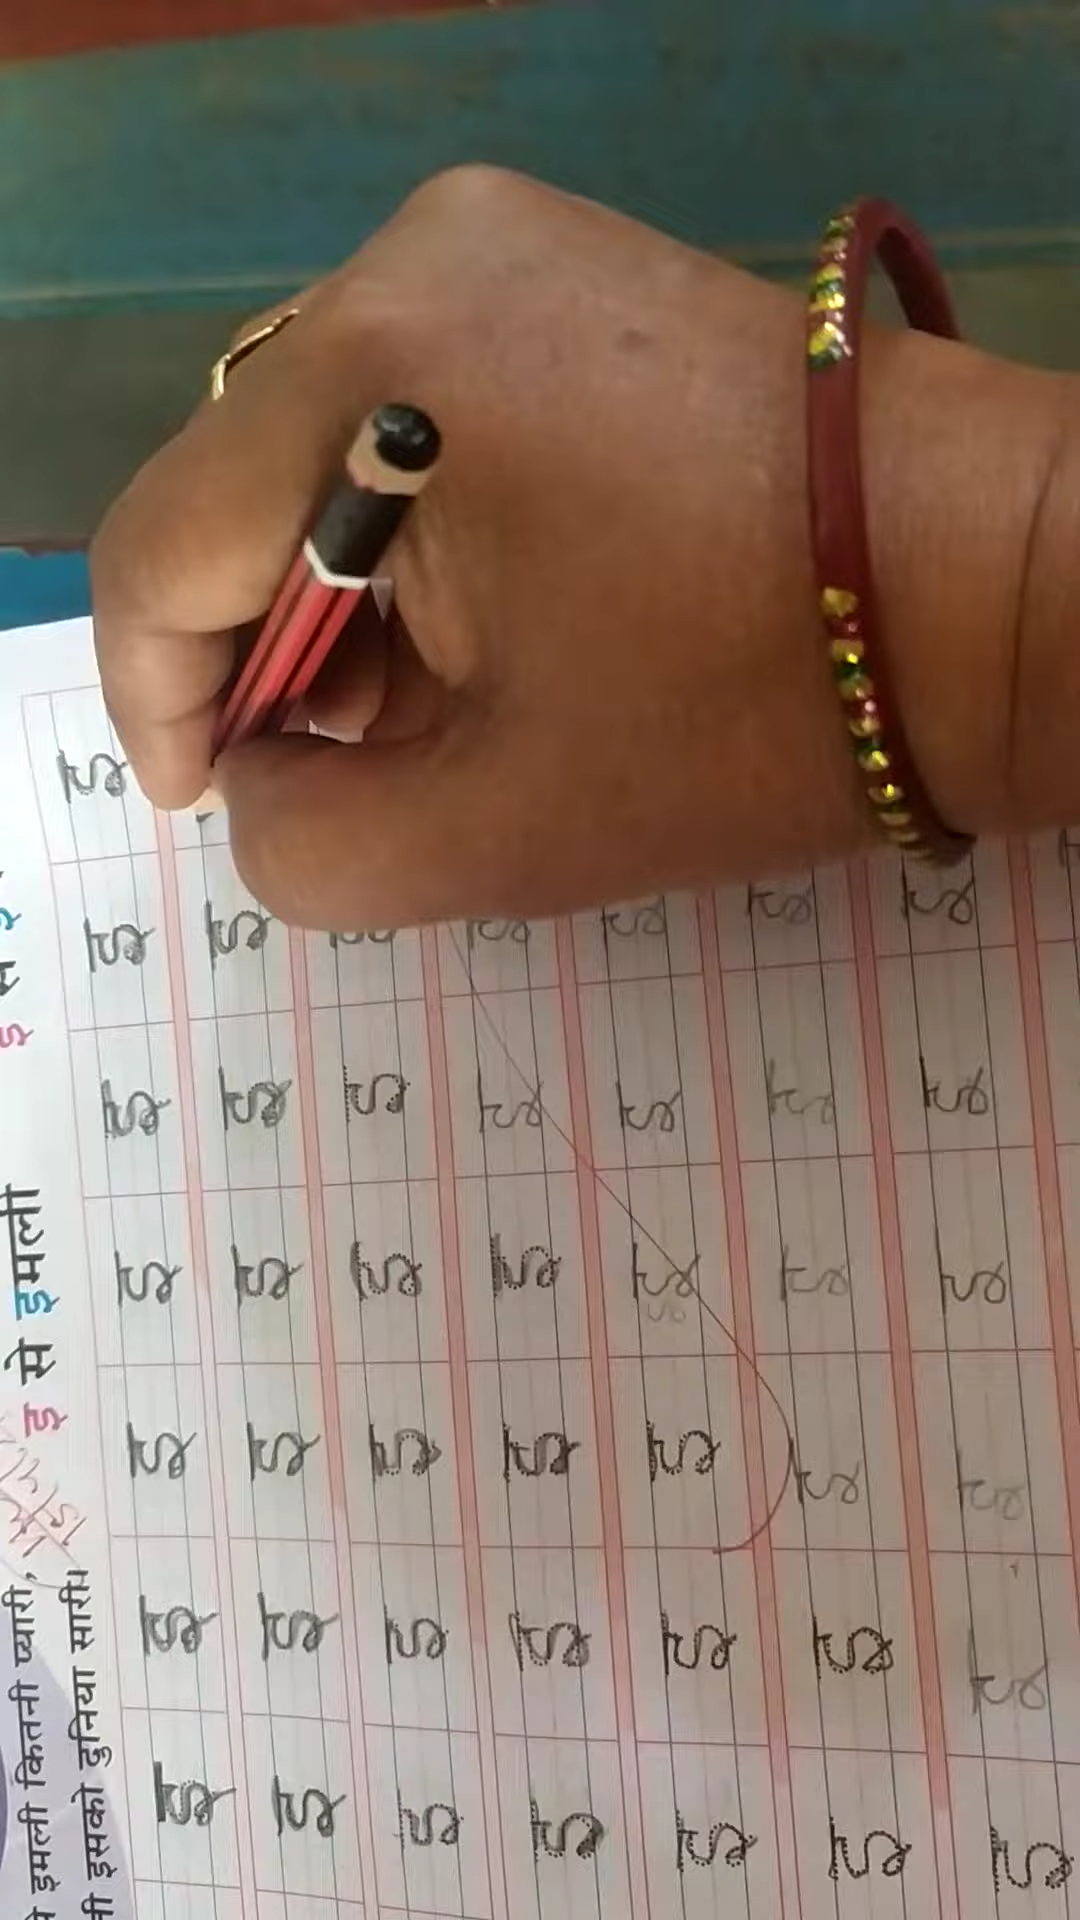 इमली कितनी प्यारी,
इसको दुनिया सारी।
इ से इमली
इ इ इ इ इ इ इ
इ इ इ इ इ इ
इ इ इ इ इ
इ इ इ इ इ इ
इ इ इ इ इ इ
इ इ इ इ इ इ
इ इ इ इ इ इ